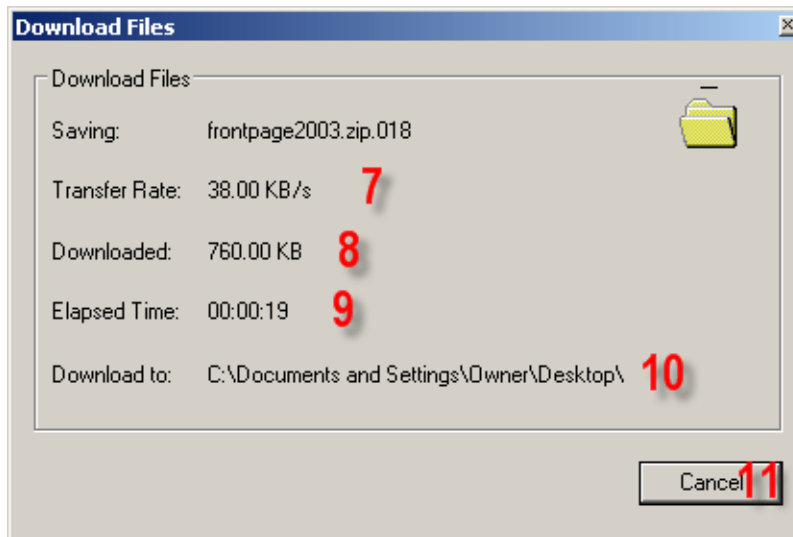 Download Files
Download Files
Saving: frontpage2003.zip.018
Transfer Rate: 38.00 KB/s 7
Downloaded: 760.00 KB 8
Elapsed Time: 00:00:19 9
Download to: C:\Documents and Settings\Owner\Desktop\ 10
Cancel 11